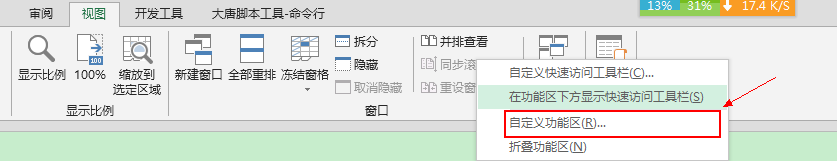 审阅 视图 开发工具 大唐脚本工具-命令行 13% 31% 17.4 K/S
显示比例 100% 缩放到选定区域
新建窗口 全部重排 冻结窗格
拆分
隐藏
取消隐藏
并排查看
同步滚
重设窗
显示比例 窗口
自定义快速访问工具栏(C)...
在功能区下方显示快速访问工具栏(S)
自定义功能区(R)...
折叠功能区(N)